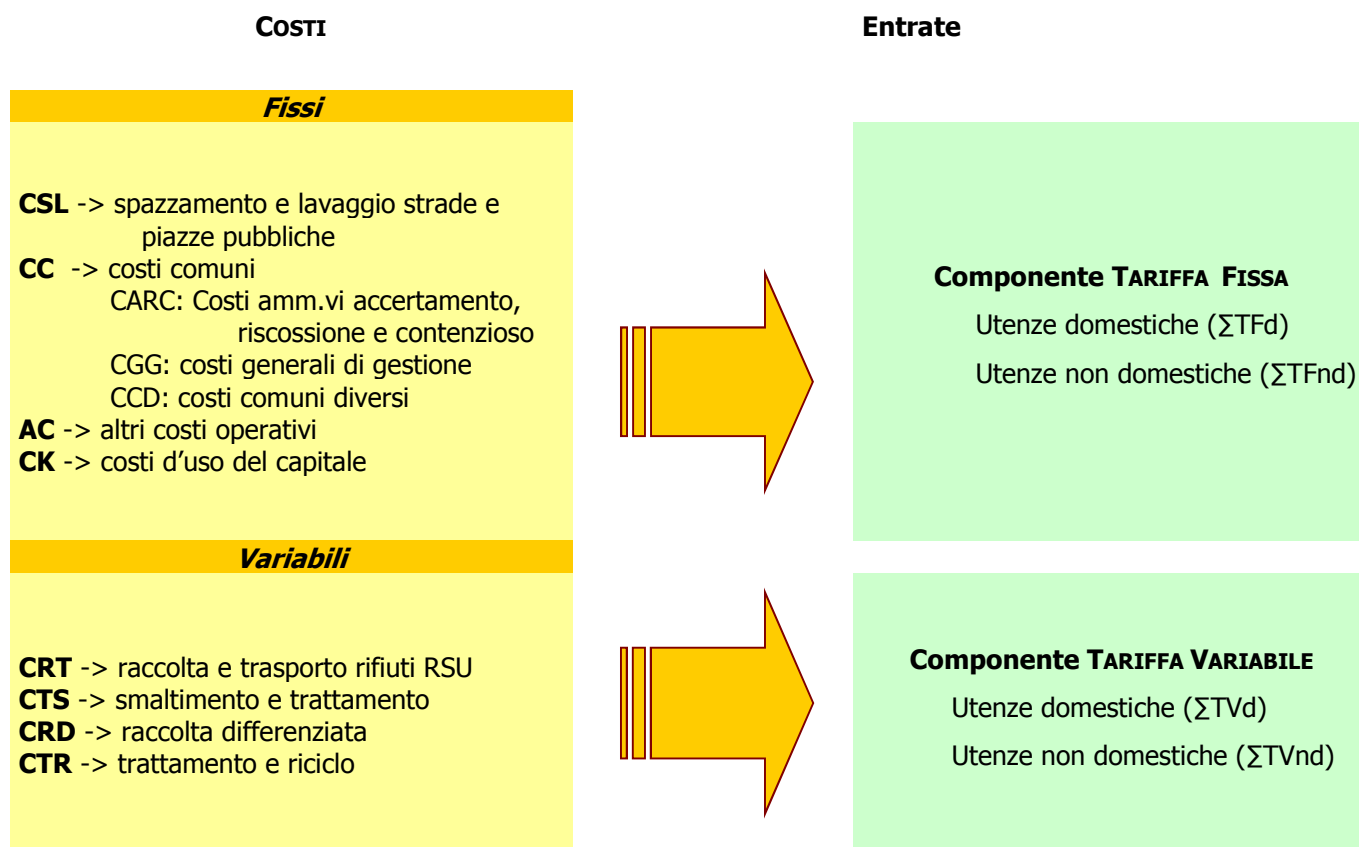 COSTI
Entrate
Fissi
CSL -> spazzamento e lavaggio strade e
piazze pubbliche
CC -> costi comuni
CARC: Costi amm.vi accertamento,
riscossione e contenzioso
CGG: costi generali di gestione
CCD: costi comuni diversi
AC -> altri costi operativi
CK -> costi d'uso del capitale
Componente TARIFFA FISSA
Utenze domestiche (∑TFd)
Utenze non domestiche (∑TFnd)
Variabili
CRT -> raccolta e trasporto rifiuti RSU
CTS -> smaltimento e trattamento
CRD -> raccolta differenziata
CTR -> trattamento e riciclo
Componente TARIFFA VARIABILE
Utenze domestiche (∑TVd)
Utenze non domestiche (∑TVnd)